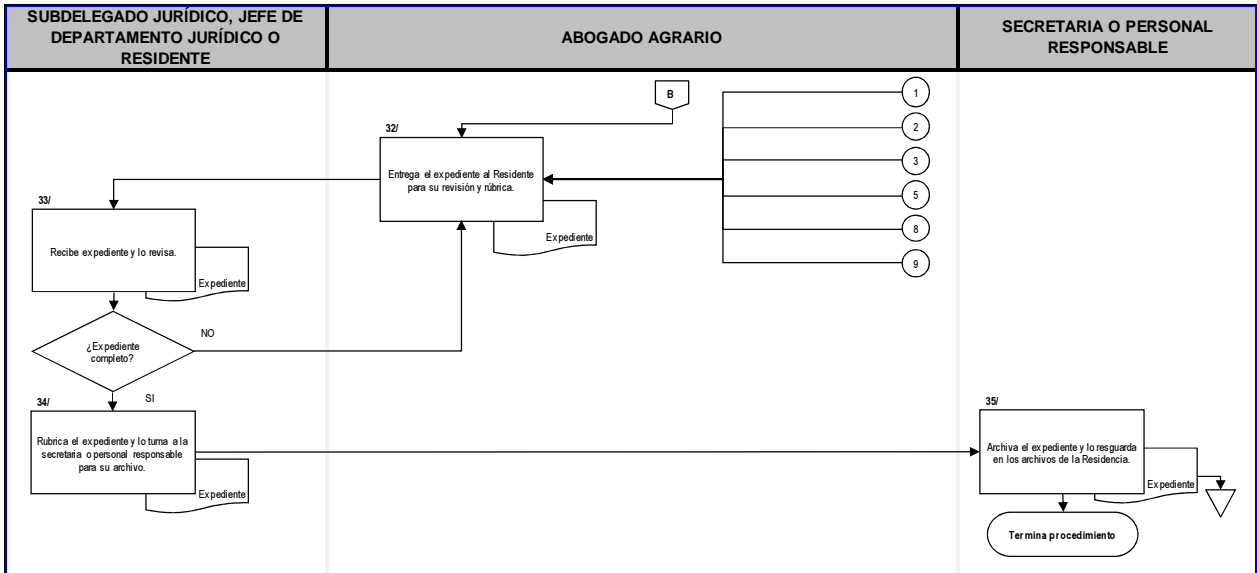 SUBDELEGADO JURÍDICO, JEFE DE
DEPARTAMENTO JURÍDICO O
RESIDENTE
ABOGADO AGRARIO
SECRETARIA O PERSONAL
RESPONSABLE
B
1
2
3
5
8
9
32/
Entrega el expediente al Residente
para su revisión y rúbrica.
Expediente
33/
Recibe expediente y lo revisa.
Expediente
¿Expediente
completo?
NO
SI
34/
Rubrica el expediente y lo turna a la
secretaria o personal responsable
para su archivo.
Expediente
35/
Archiva el expediente y lo resguarda
en los archivos de la Residencia.
Expediente
Termina procedimiento